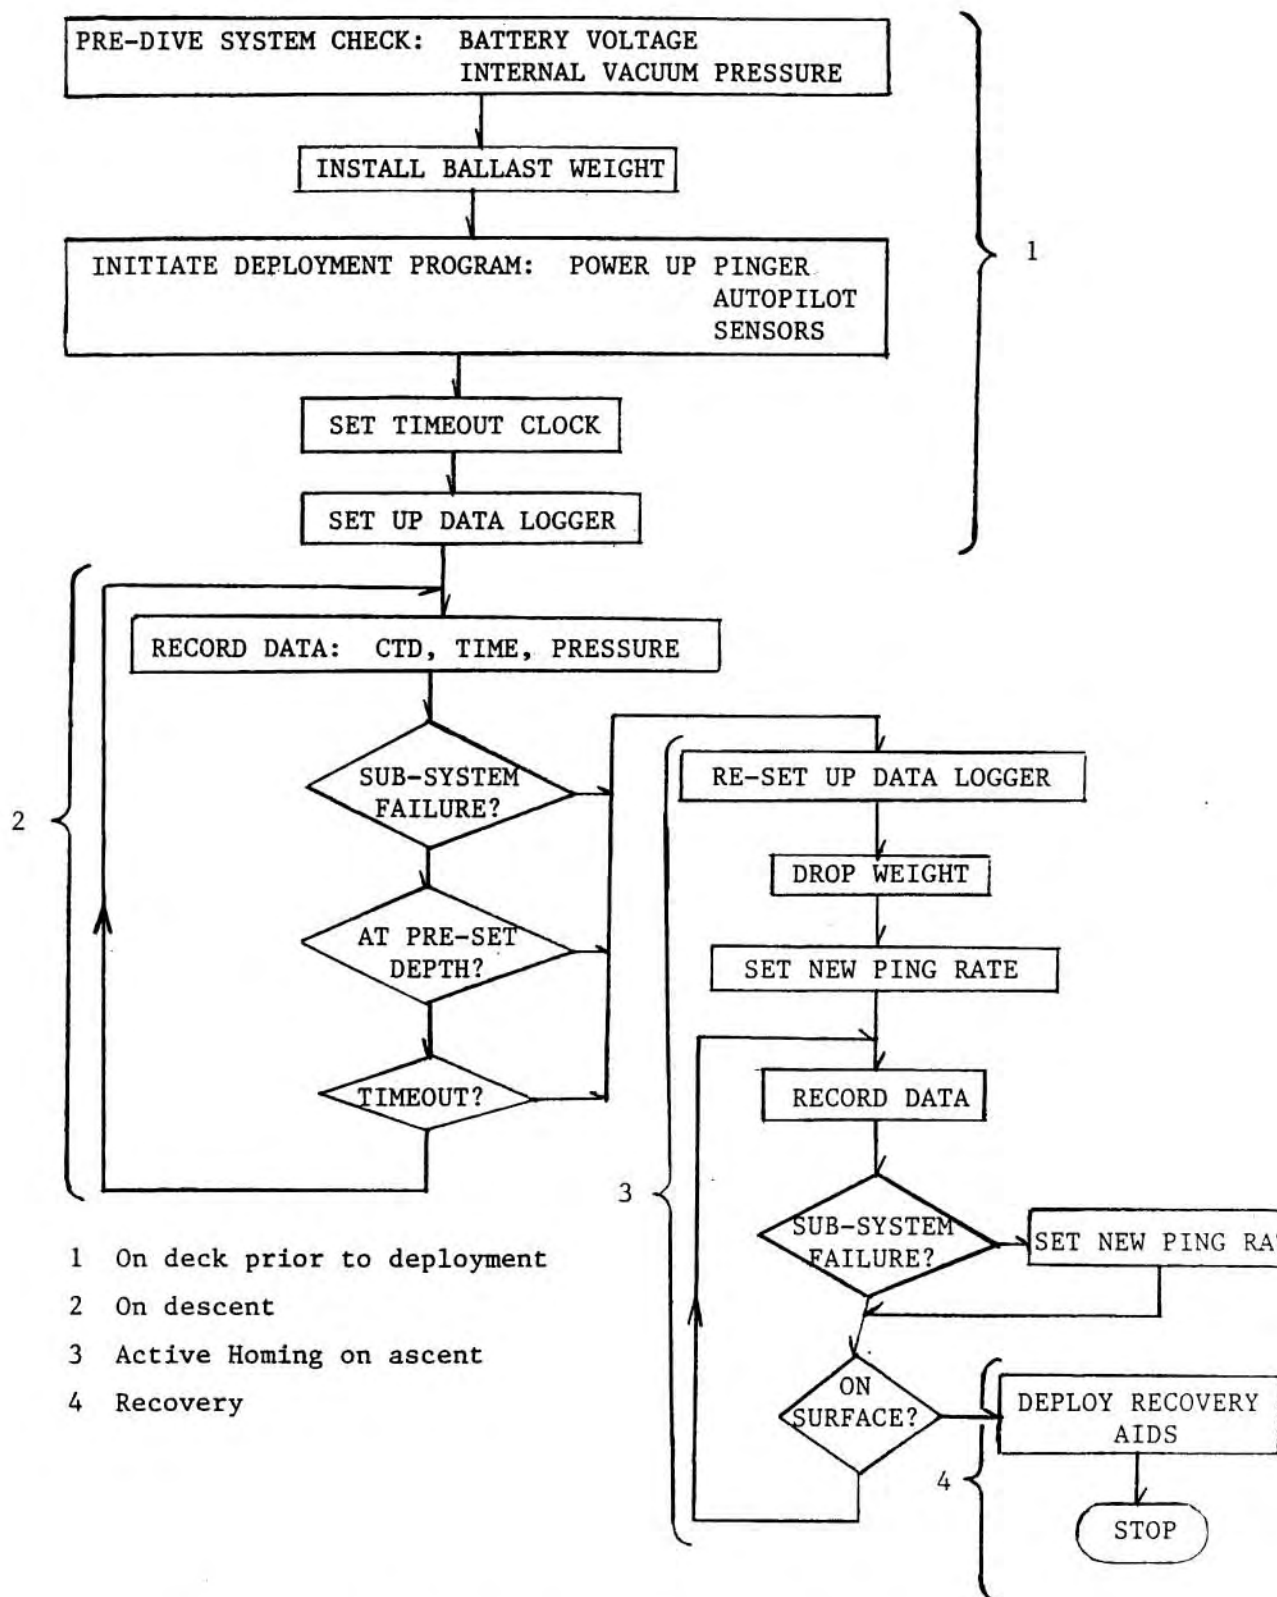 PRE-DIVE SYSTEM CHECK: BATTERY VOLTAGE
INTERNAL VACUUM PRESSURE
INSTALL BALLAST WEIGHT
INITIATE DEPLOYMENT PROGRAM: POWER UP PINGER
AUTOPILOT
SENSORS
1
SET TIMEOUT CLOCK
SET UP DATA LOGGER
RECORD DATA: CTD, TIME, PRESSURE
SUB-SYSTEM
FAILURE?
2
AT PRE-SET
DEPTH?
TIMEOUT?
RE-SET UP DATA LOGGER
DROP WEIGHT
SET NEW PING RATE
RECORD DATA
3
SUB-SYSTEM
FAILURE?
SET NEW PING RAT
ON
SURFACE?
4
DEPLOY RECOVERY
AIDS
STOP
1 On deck prior to deployment
2 On descent
3 Active Homing on ascent
4 Recovery